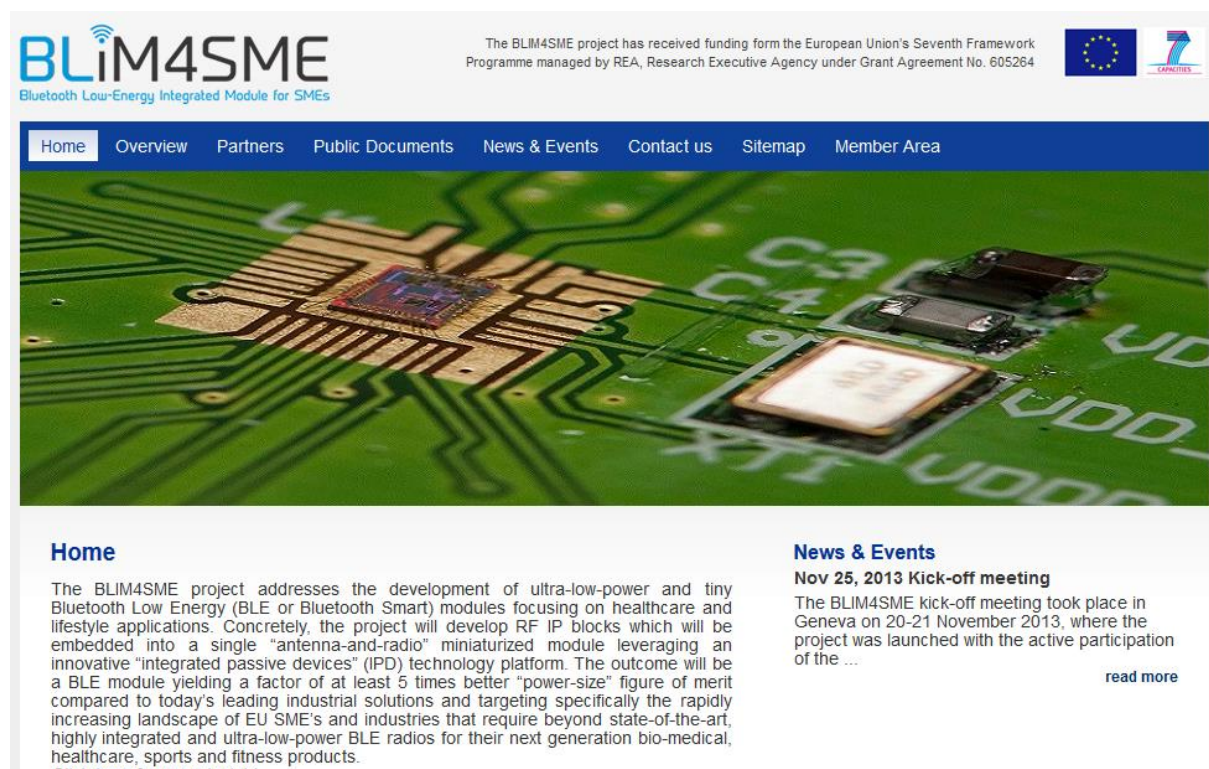 BLiM4SME
Bluetooth Low-Energy Integrated Module for SMEs
The BLIM4SME project has received funding form the European Union's Seventh Framework
Programme managed by REA, Research Executive Agency under Grant Agreement No. 605264
7
CAPACITIES
Home Overview Partners Public Documents News & Events Contact us Sitemap Member Area
C3
C4
XT1
VDD_
VDDD
Home
The BLIM4SME project addresses the development of ultra-low-power and tiny
Bluetooth Low Energy (BLE or Bluetooth Smart) modules focusing on healthcare and
lifestyle applications. Concretely, the project will develop RF IP blocks which will be
embedded into a single “antenna-and-radio” miniaturized module leveraging an
innovative “integrated passive devices” (IPD) technology platform. The outcome will be
a BLE module yielding a factor of at least 5 times better “power-size” figure of merit
compared to today's leading industrial solutions and targeting specifically the rapidly
increasing landscape of EU SME's and industries that require beyond state-of-the-art,
highly integrated and ultra-low-power BLE radios for their next generation bio-medical,
healthcare, sports and fitness products.
News & Events
Nov 25, 2013 Kick-off meeting
The BLIM4SME kick-off meeting took place in
Geneva on 20-21 November 2013, where the
project was launched with the active participation
of the ...
read more